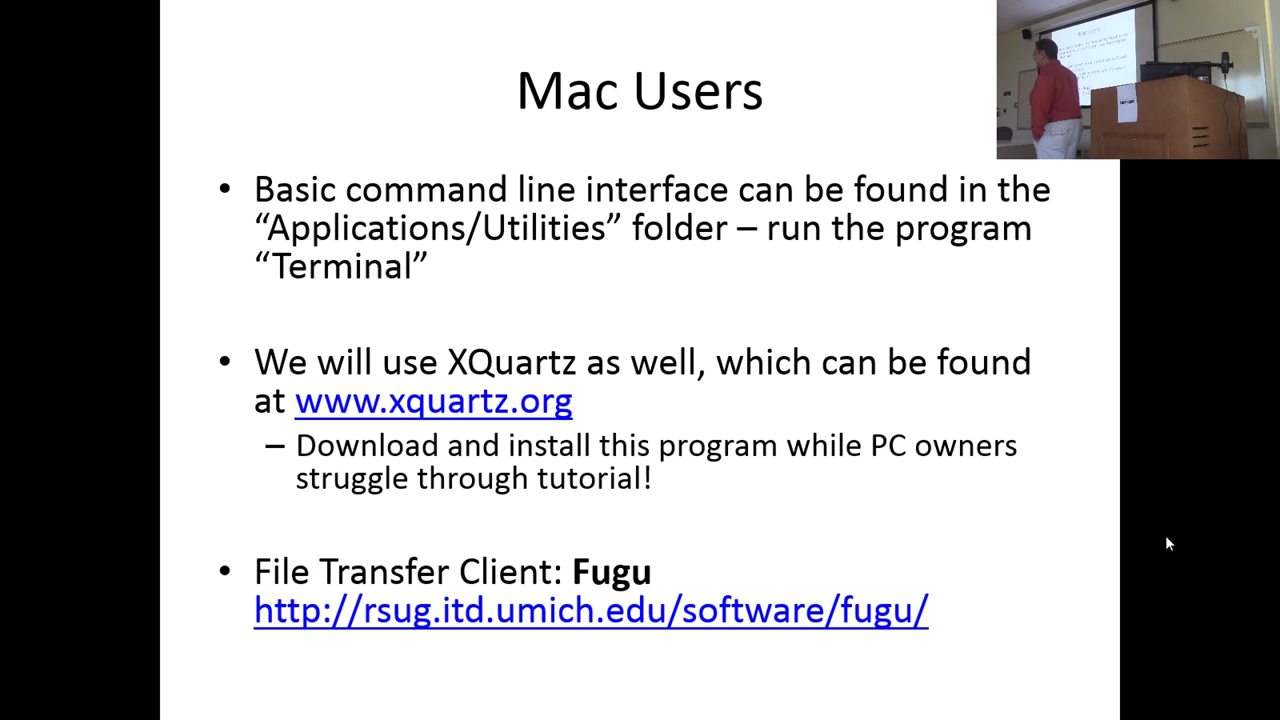 Mac Users
• Basic command line interface can be found in the
“Applications/Utilities” folder – run the program
“Terminal”
• We will use XQuartz as well, which can be found
at www.xquartz.org
– Download and install this program while PC owners
struggle through tutorial!
• File Transfer Client: Fugu
http://rsug.itd.umich.edu/software/fugu/